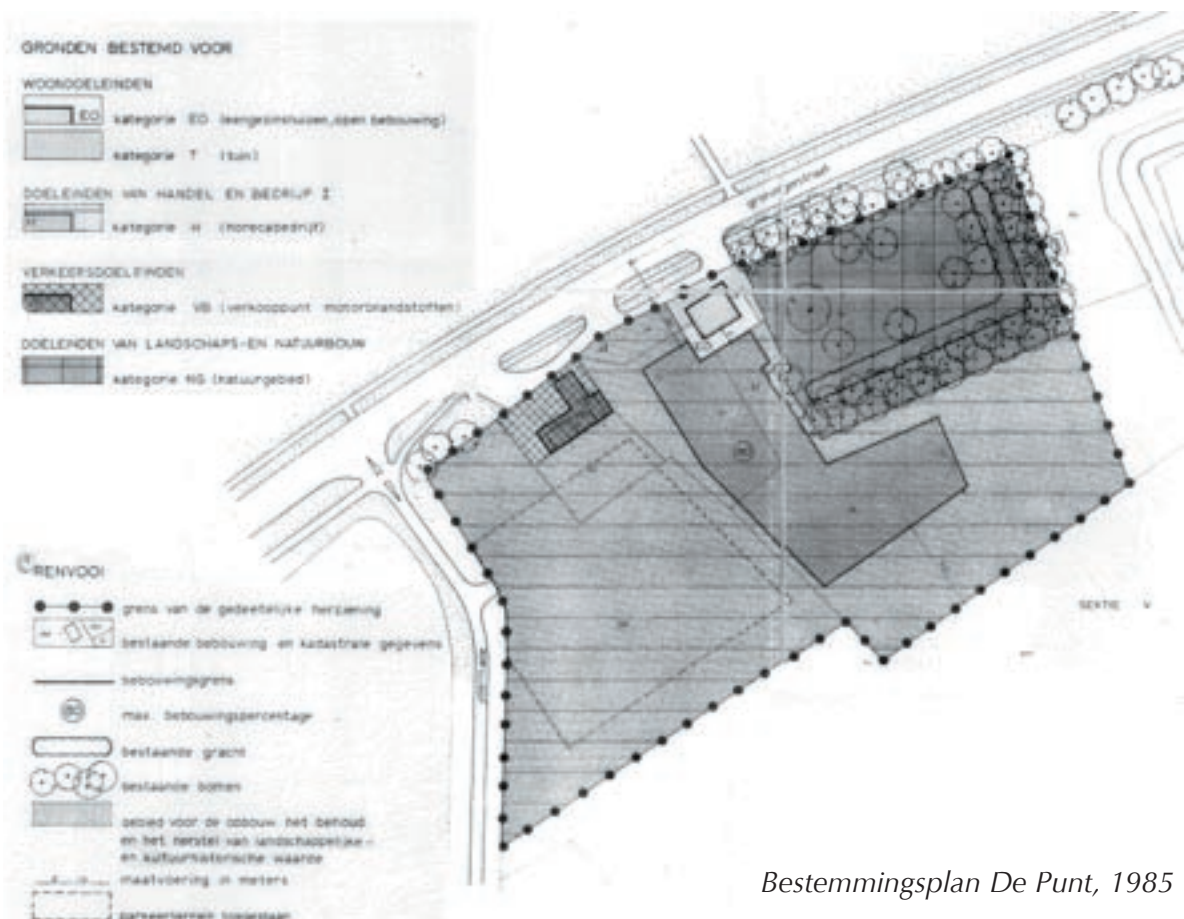 GRONDEN BESTEMD VOOR
WOONDOELEINDEN
EO kategorie EO (eengezinshuizen, open bebouwing)
kategorie T (tuin)
DOELEINDEN VAN HANDEL EN BEDRIJF I
H kategorie H (horecabedrijf)
VERKEERSDOELEINDEN
kategorie VB (verkooppunt motorbrandstoffen)
DOELEINDEN VAN LANDSCHAPS-EN NATUURBOUW
kategorie NG (natuurgebied)
RENVOOI
grens van de gedeeltelijke herziening
bestaande bebouwing en kadastrale gegevens
bebouwingsgrens
max. bebouwingspercentage
bestaande gracht
bestaande bomen
gebied voor de opbouw, het behoud
en het herstel van landschappelijke-
en kultuurhistorische waarde
maatvoering in meters
parkeerterrein toegestaan
SEKTIE V
Bestemmingsplan De Punt, 1985